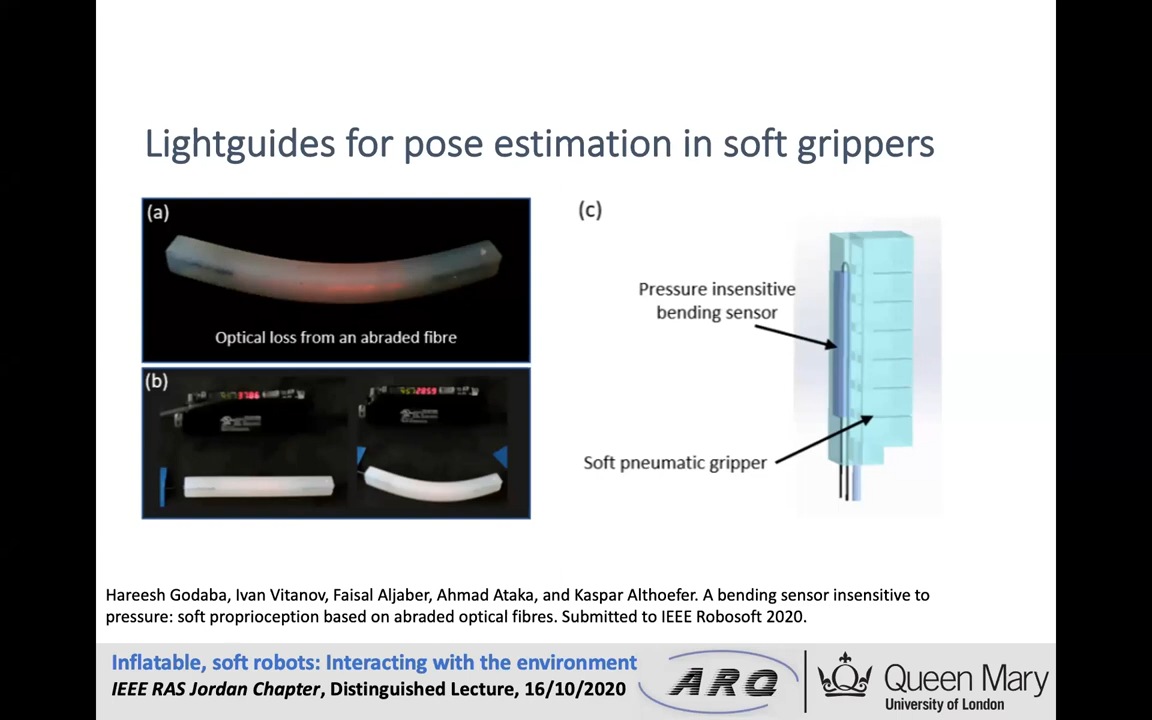 Lightguides for pose estimation in soft grippers
(a)
Optical loss from an abraded fibre
(b)
(c)
Pressure insensitive
bending sensor
Soft pneumatic gripper
Hareesh Godaba, Ivan Vitanov, Faisal Aljaber, Ahmad Ataka, and Kaspar Althoefer. A bending sensor insensitive to
pressure: soft proprioception based on abraded optical fibres. Submitted to IEEE Robosoft 2020.
Inflatable, soft robots: Interacting with the environment
IEEE RAS Jordan Chapter, Distinguished Lecture, 16/10/2020
ARQ
Queen Mary
University of London